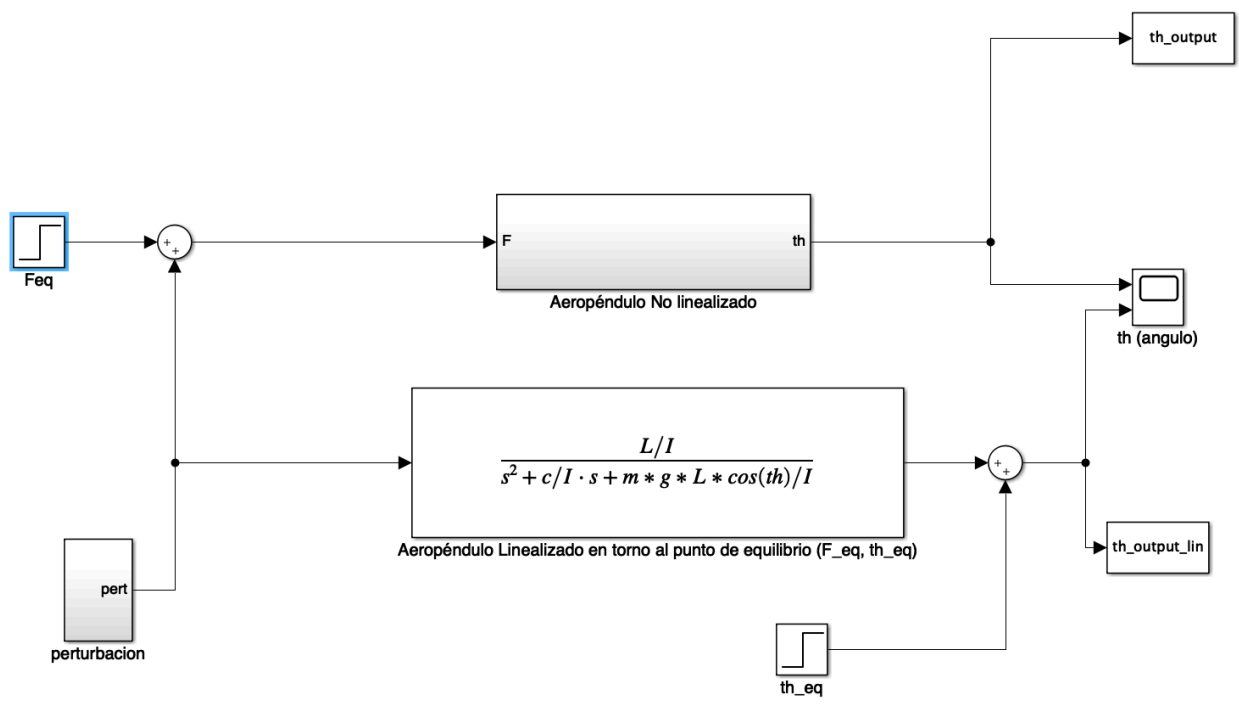 th_output
+
+
Feq
F
th
Aeropéndulo No linealizado
th (angulo)
L/I
s² + c/I · s + m * g * L * cos(th)/I
+
+
Aeropéndulo Linealizado en torno al punto de equilibrio (F_eq, th_eq)
th_output_lin
pert
perturbacion
th_eq